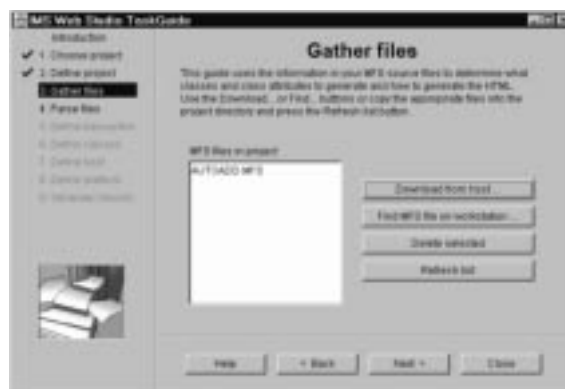 IMS Web Studio TaskGuide
Introduction
1 Choose project
2 Define project
3 Gather files
4 Parse files
Gather files
This guide uses the information in your MFS source files to determine what
classes and class attributes to generate and how to generate the HTML.
Use the Download... or Find... buttons or copy the appropriate files into the
project directory and press the Refresh list button.
MFS files in project
AUTOADD MFS
Download from host...
Find MFS file on workstation...
Delete selected
Refresh list
Help
< Back
Next >
Close